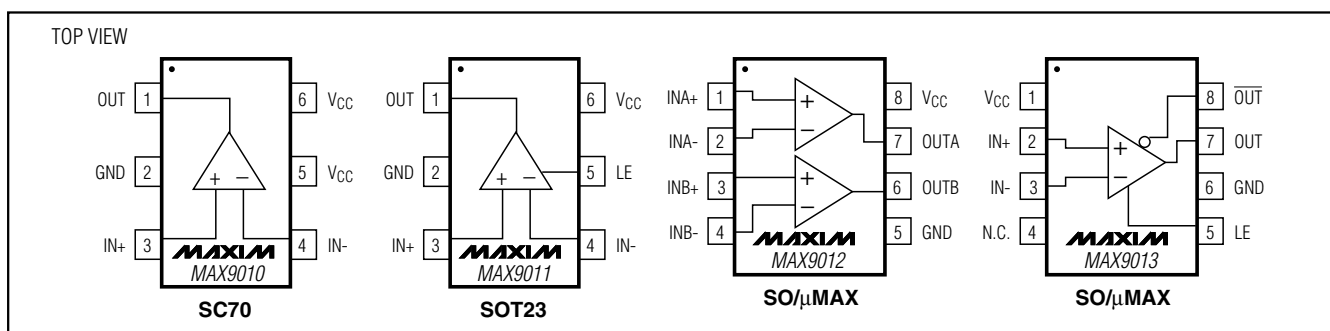 TOP VIEW
OUT 1
GND 2
IN+ 3
6 VCC
5 VCC
4 IN-
+ −
MAXIM
MAX9010
SC70
OUT 1
GND 2
IN+ 3
6 VCC
5 LE
4 IN-
+ −
MAXIM
MAX9011
SOT23
INA+ 1
INA- 2
INB+ 3
INB- 4
8 VCC
7 OUTA
6 OUTB
5 GND
+
−
+
−
MAXIM
MAX9012
SO/μMAX
VCC 1
IN+ 2
IN- 3
N.C. 4
8 O̅U̅T̅
7 OUT
6 GND
5 LE
+
−
MAXIM
MAX9013
SO/μMAX